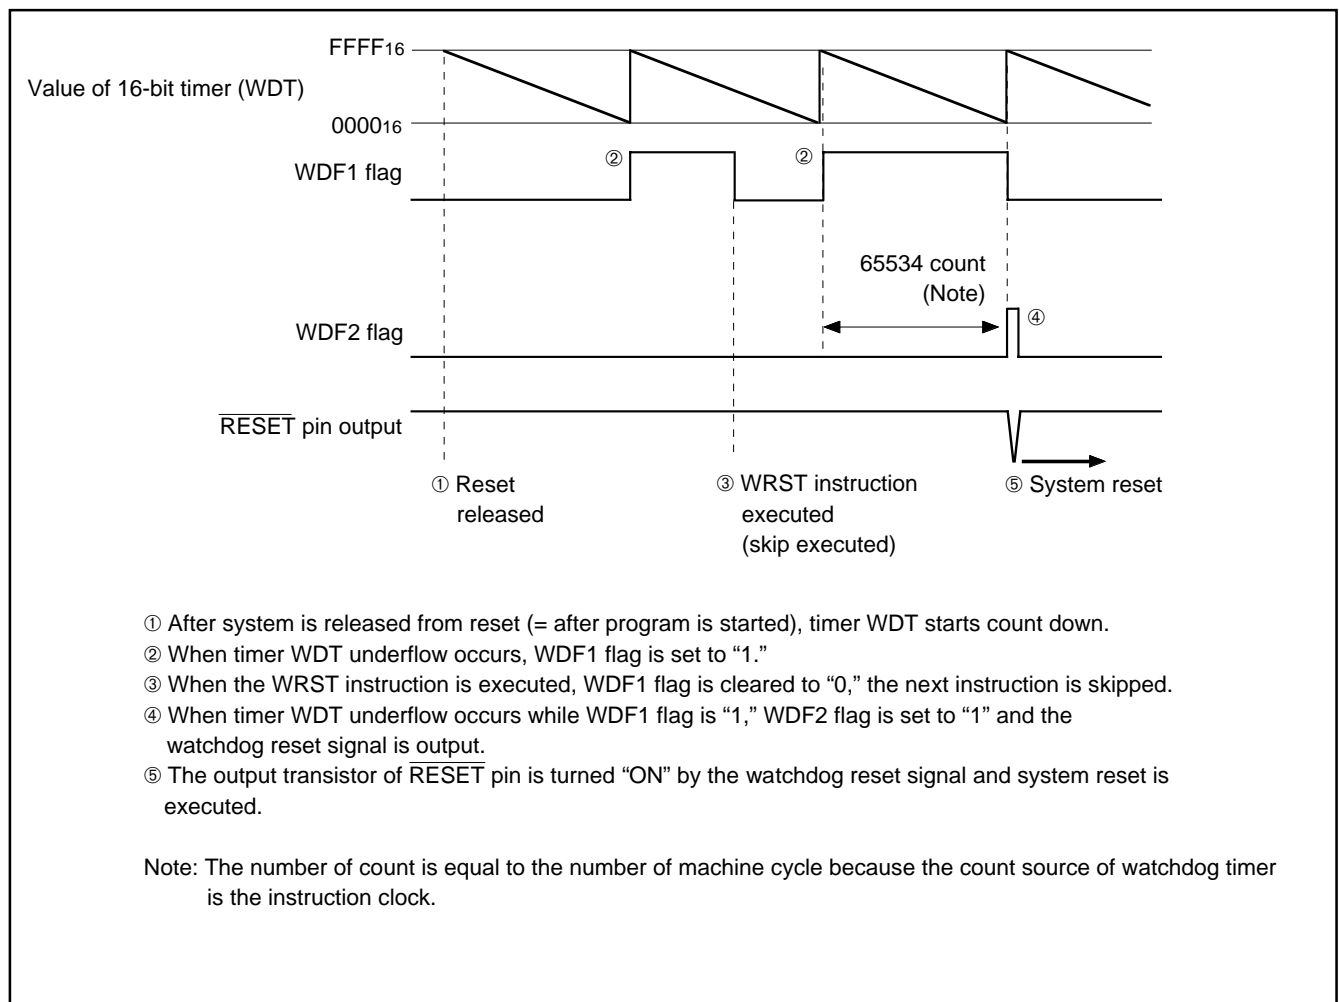 FFFF16
Value of 16-bit timer (WDT)
000016
② ②
WDF1 flag
65534 count
(Note)
④
WDF2 flag
RESET pin output
① Reset
released
③ WRST instruction
executed
(skip executed)
⑤ System reset
① After system is released from reset (= after program is started), timer WDT starts count down.
② When timer WDT underflow occurs, WDF1 flag is set to “1.”
③ When the WRST instruction is executed, WDF1 flag is cleared to “0,” the next instruction is skipped.
④ When timer WDT underflow occurs while WDF1 flag is “1,” WDF2 flag is set to “1” and the
watchdog reset signal is output.
⑤ The output transistor of RESET pin is turned “ON” by the watchdog reset signal and system reset is
executed.
Note: The number of count is equal to the number of machine cycle because the count source of watchdog timer
is the instruction clock.